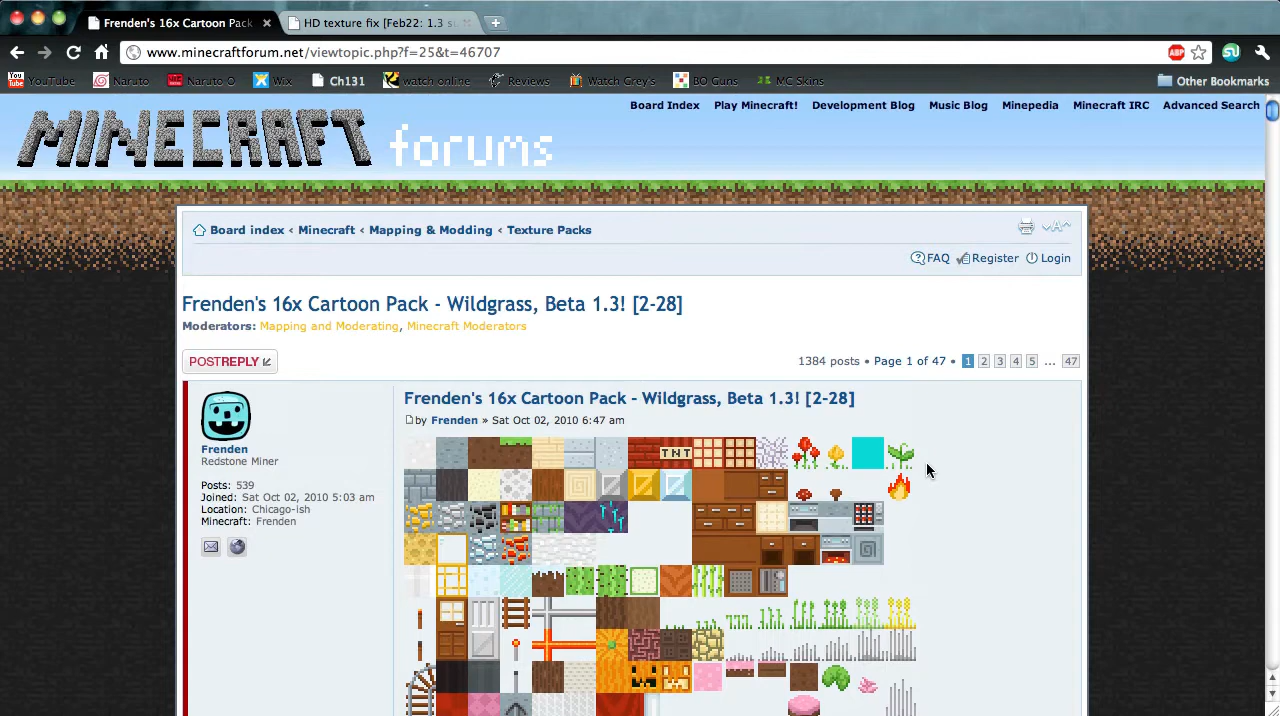 Frenden's 16x Cartoon Pack
HD texture fix [Feb22: 1.3 s
www.minecraftforum.net/viewtopic.php?f=25&t=46707
ABP
YouTube Naruto Naruto O Wix Ch131 watch online Reviews Watch Grey's BO Guns MC Skins Other Bookmarks
Board Index Play Minecraft! Development Blog Music Blog Minepedia Minecraft IRC Advanced Search
MINECRAFT forums
Board index ‹ Minecraft ‹ Mapping & Modding ‹ Texture Packs
FAQ Register Login
Frenden's 16x Cartoon Pack - Wildgrass, Beta 1.3! [2-28]
Moderators: Mapping and Moderating, Minecraft Moderators
POSTREPLY
1384 posts • Page 1 of 47 • 1 2 3 4 5 ... 47
Frenden's 16x Cartoon Pack - Wildgrass, Beta 1.3! [2-28]
by Frenden » Sat Oct 02, 2010 6:47 am
Frenden
Redstone Miner
Posts: 539
Joined: Sat Oct 02, 2010 5:03 am
Location: Chicago-ish
Minecraft: Frenden
TNT